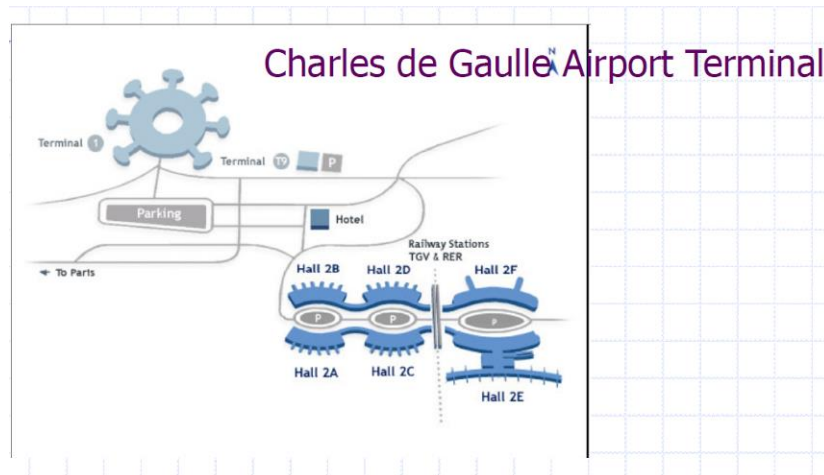 N
Charles de Gaulle Airport Terminal
Terminal 1
Terminal T9 P
Parking
Hotel
Railway Stations
TGV & RER
To Paris
Hall 2B Hall 2D Hall 2F
P P P
Hall 2A Hall 2C
Hall 2E